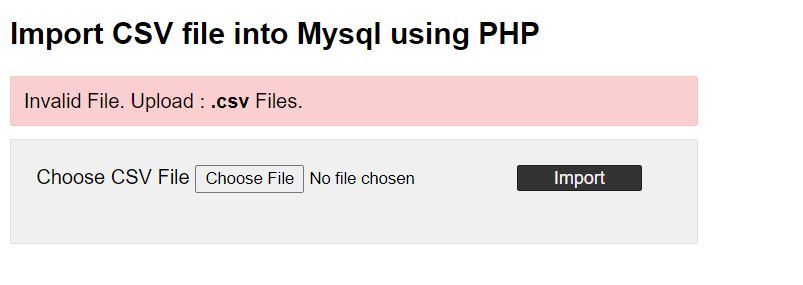 Import CSV file into Mysql using PHP
Invalid File. Upload : .csv Files.
Choose CSV File Choose File No file chosen Import